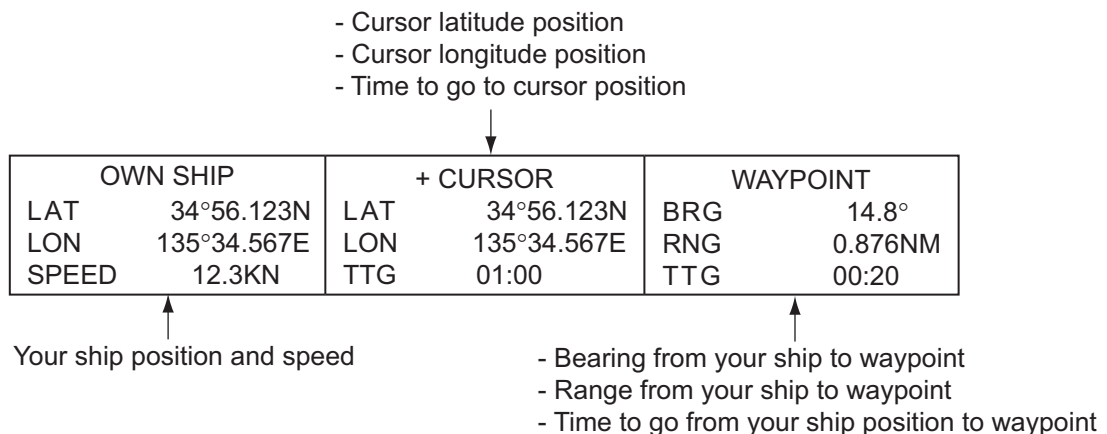 - Cursor latitude position
- Cursor longitude position
- Time to go to cursor position
OWN SHIP
LAT 34°56.123N
LON 135°34.567E
SPEED 12.3KN
+ CURSOR
LAT 34°56.123N
LON 135°34.567E
TTG 01:00
WAYPOINT
BRG 14.8°
RNG 0.876NM
TTG 00:20
Your ship position and speed
- Bearing from your ship to waypoint
- Range from your ship to waypoint
- Time to go from your ship position to waypoint